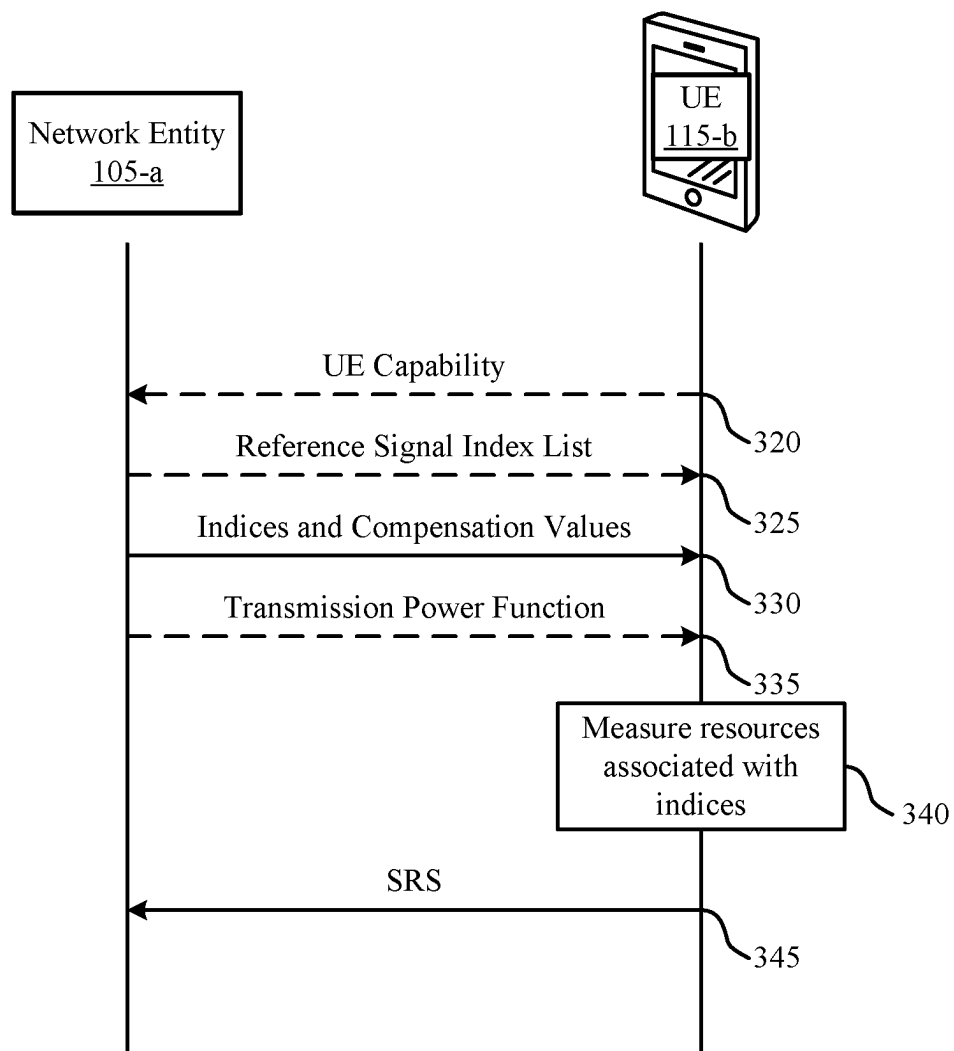 Network Entity
105-a
UE
115-b
UE Capability
320
Reference Signal Index List
325
Indices and Compensation Values
330
Transmission Power Function
335
Measure resources
associated with
indices
340
SRS
345